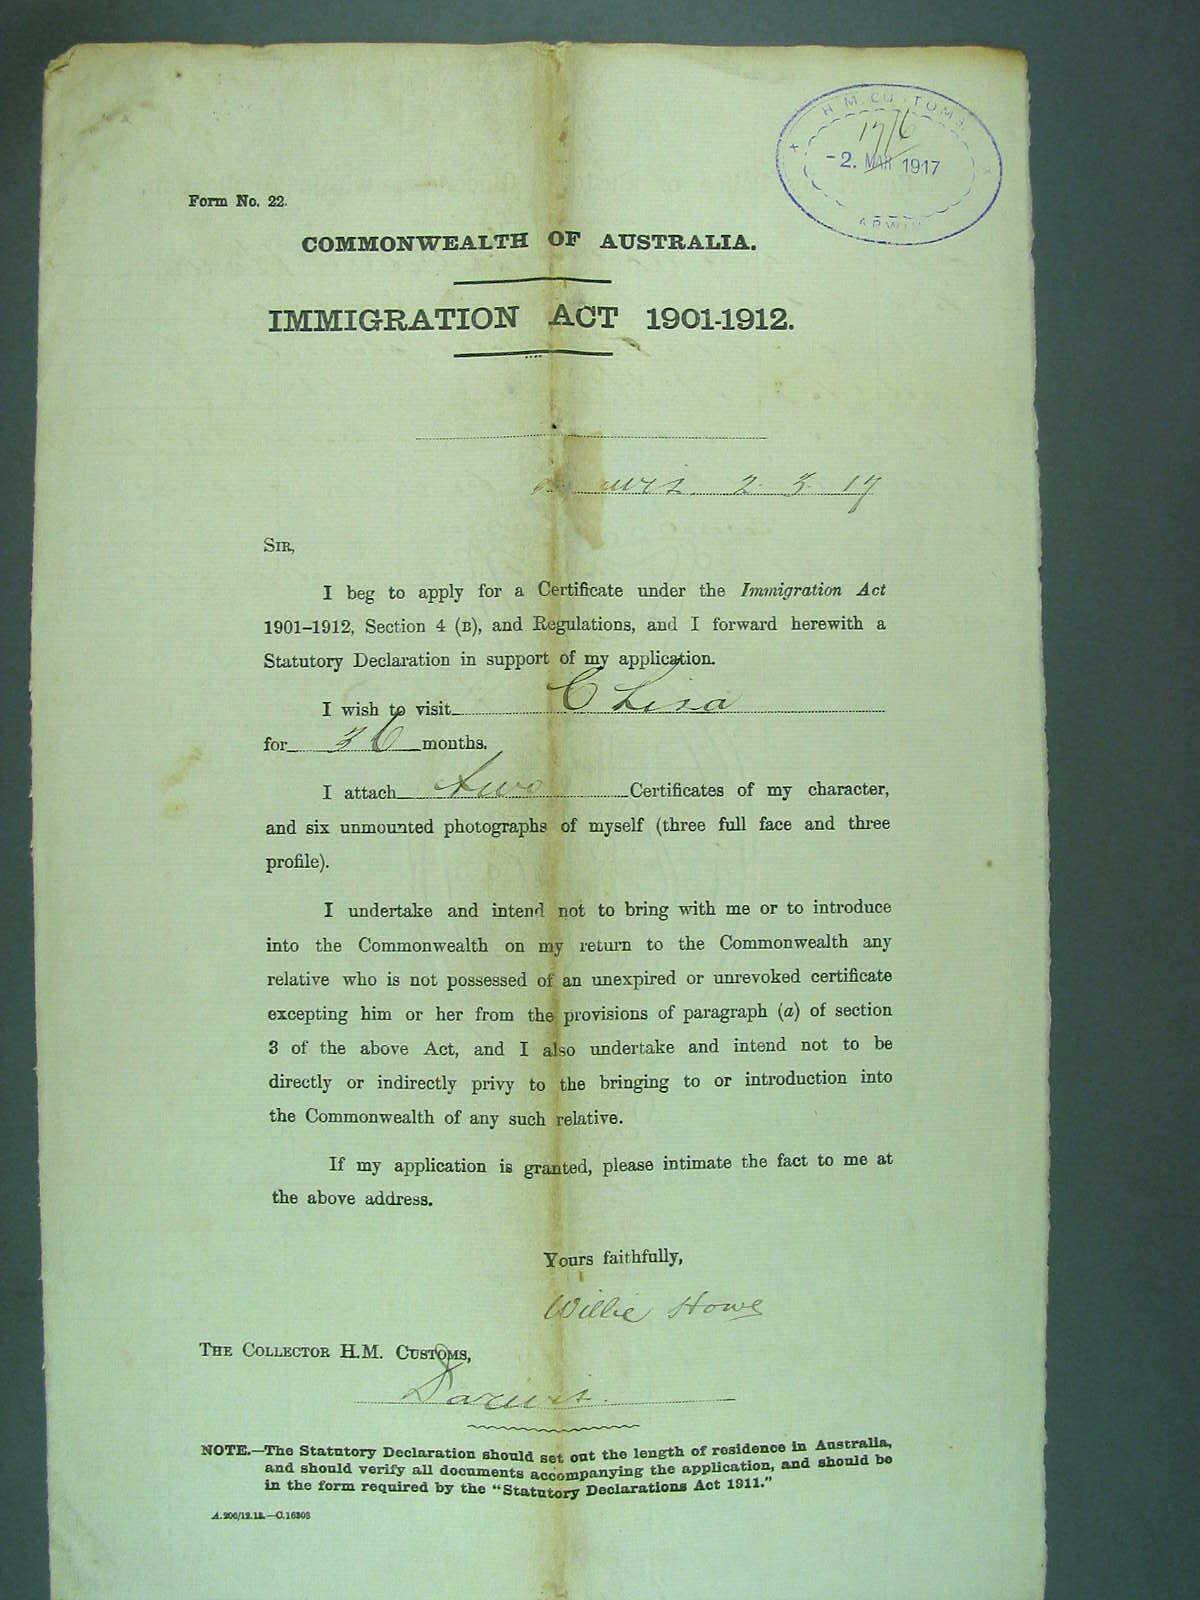 H. M. CUSTOMS.
17/6
-2. MAR 1917
Form No. 22.
COMMONWEALTH OF AUSTRALIA.
IMMIGRATION ACT 1901-1912.
2. 3. 17
SIR,
I beg to apply for a Certificate under the Immigration Act
1901–1912, Section 4 (B), and Regulations, and I forward herewith a
Statutory Declaration in support of my application.
I wish to visit China
for 36 months.
I attach two Certificates of my character,
and six unmounted photographs of myself (three full face and three
profile).
I undertake and intend not to bring with me or to introduce
into the Commonwealth on my return to the Commonwealth any
relative who is not possessed of an unexpired or unrevoked certificate
excepting him or her from the provisions of paragraph (a) of section
3 of the above Act, and I also undertake and intend not to be
directly or indirectly privy to the bringing to or introduction into
the Commonwealth of any such relative.
If my application is granted, please intimate the fact to me at
the above address.
Yours faithfully,
Willie Howe
THE COLLECTOR H.M. CUSTOMS,
Darwin.
NOTE.—The Statutory Declaration should set out the length of residence in Australia,
and should verify all documents accompanying the application, and should be
in the form required by the "Statutory Declarations Act 1911."